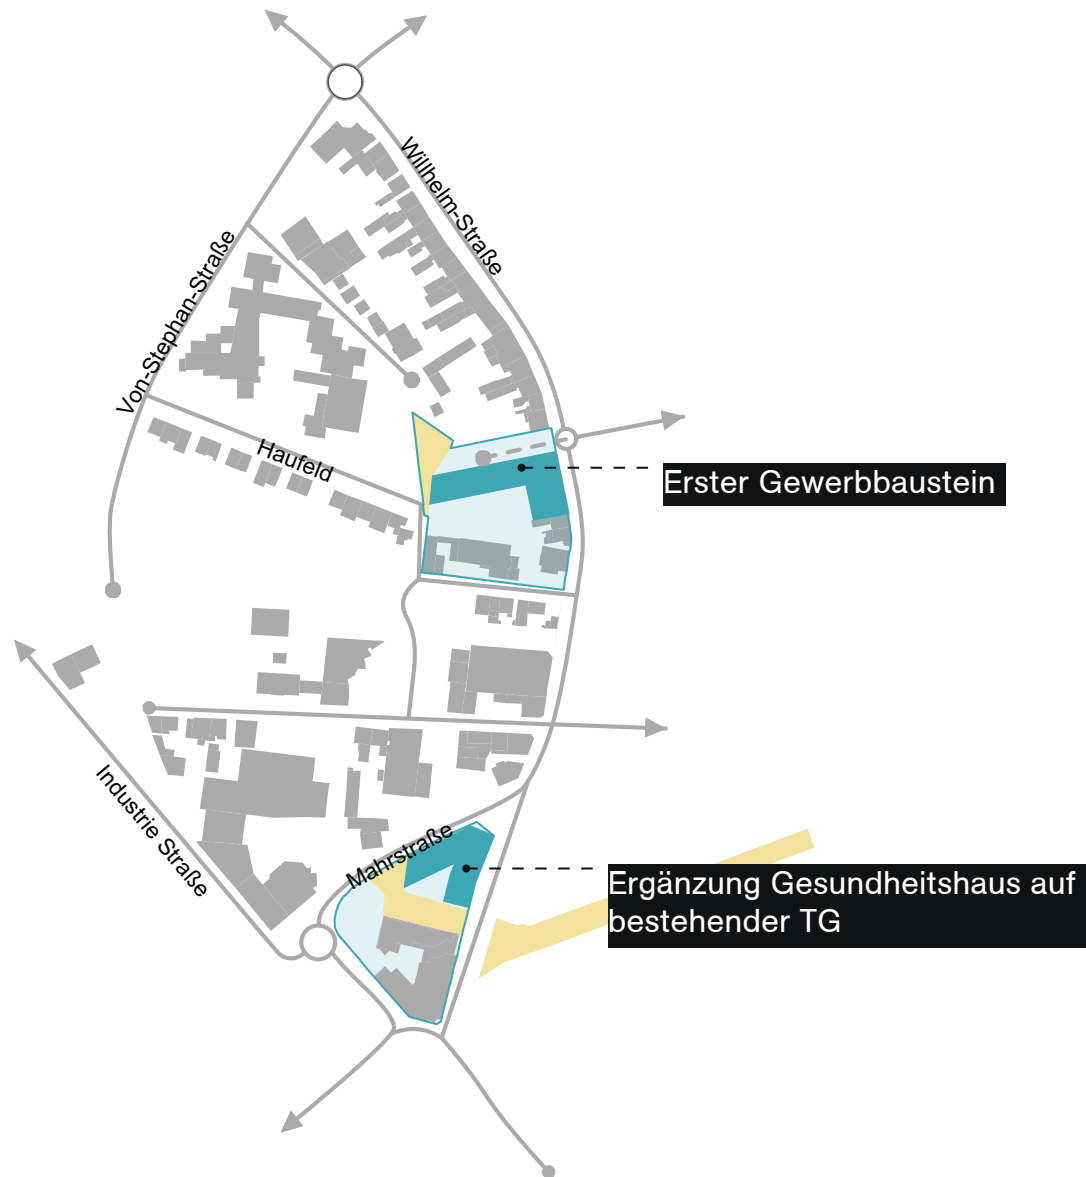 Willhelm-Straße
Von-Stephan-Straße
Haufeld
Erster Gewerbbaustein
Industrie Straße
Mahrstraße
Ergänzung Gesundheitshaus auf
bestehender TG